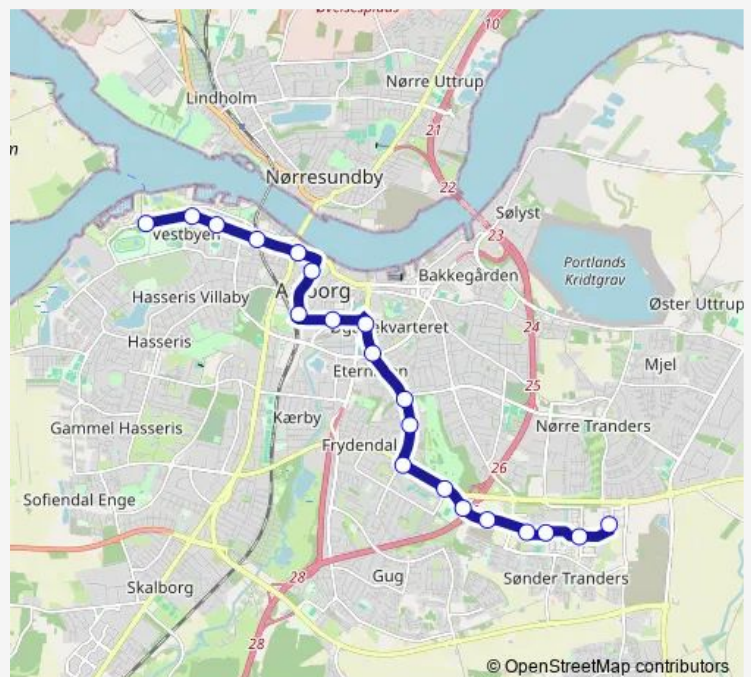 10
Nørre Uttrup
Lindholm
21
Nørresundby
22
Sølyst
23
Vestbyen
Portlands
Kridtgrav
Bakkegården
Hasseris Villaby
Øster Uttrup
24
Hasseris
Mjel
25
Kærby
Gammel Hasseris
Nørre Tranders
Frydendal
26
Sofiendal Enge
28
Gug
Sønder Tranders
Skalborg
28
© OpenStreetMap contributors